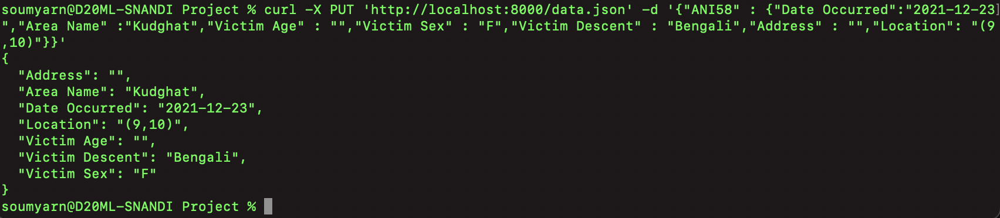 soumyarn@D20ML-SNANDI Project % curl -X PUT 'http://localhost:8000/data.json' -d '{"ANI58" : {"Date Occurred":"2021-12-23
","Area Name" :"Kudghat","Victim Age" : "","Victim Sex" : "F","Victim Descent" : "Bengali","Address" : "","Location": "(9
,10)"}}'
{
  "Address": "",
  "Area Name": "Kudghat",
  "Date Occurred": "2021-12-23",
  "Location": "(9,10)",
  "Victim Age": "",
  "Victim Descent": "Bengali",
  "Victim Sex": "F"
}
soumyarn@D20ML-SNANDI Project %